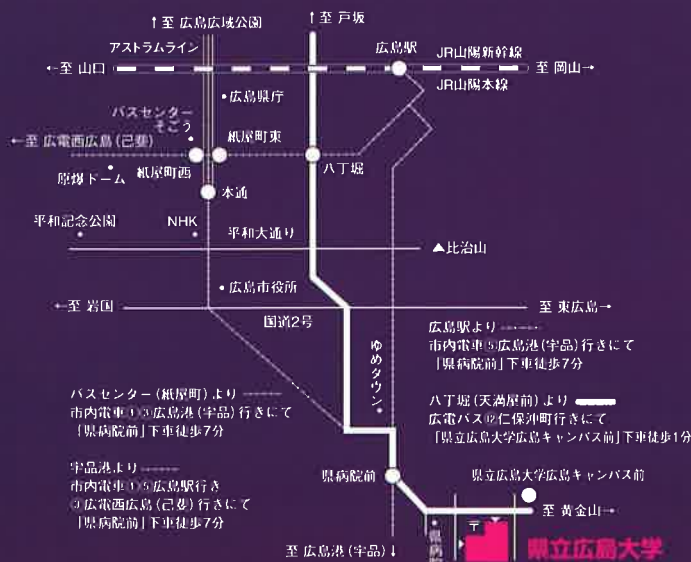 ↑至 広島広域公園
↑至 戸坂
アストラムライン
広島駅
JR山陽新幹線
←至 山口
至 岡山→
JR山陽本線
広島県庁
バスセンター
そごう
紙屋町東
←至 広電西広島(己斐)
紙屋町西
八丁堀
原爆ドーム
本通
平和記念公園
NHK
平和大通り
▲比治山
広島市役所
←至 岩国
至 東広島→
国道2号
ゆめタウン
広島駅より
市内電車⑤広島港(宇品)行きにて
「県病院前」下車徒歩7分
バスセンター(紙屋町)より
市内電車①③広島港(宇品)行きにて
「県病院前」下車徒歩7分
八丁堀(天満屋前)より
広電バス⑫仁保沖町行きにて
「県立広島大学広島キャンパス前」下車徒歩1分
宇品港より
市内電車①⑤広島駅行き
③広電西広島(己斐)行きにて
「県病院前」下車徒歩7分
県病院前
県立広島大学広島キャンパス前
至 黄金山→
〒
県病院
県立広島大学
至 広島港(宇品)↓